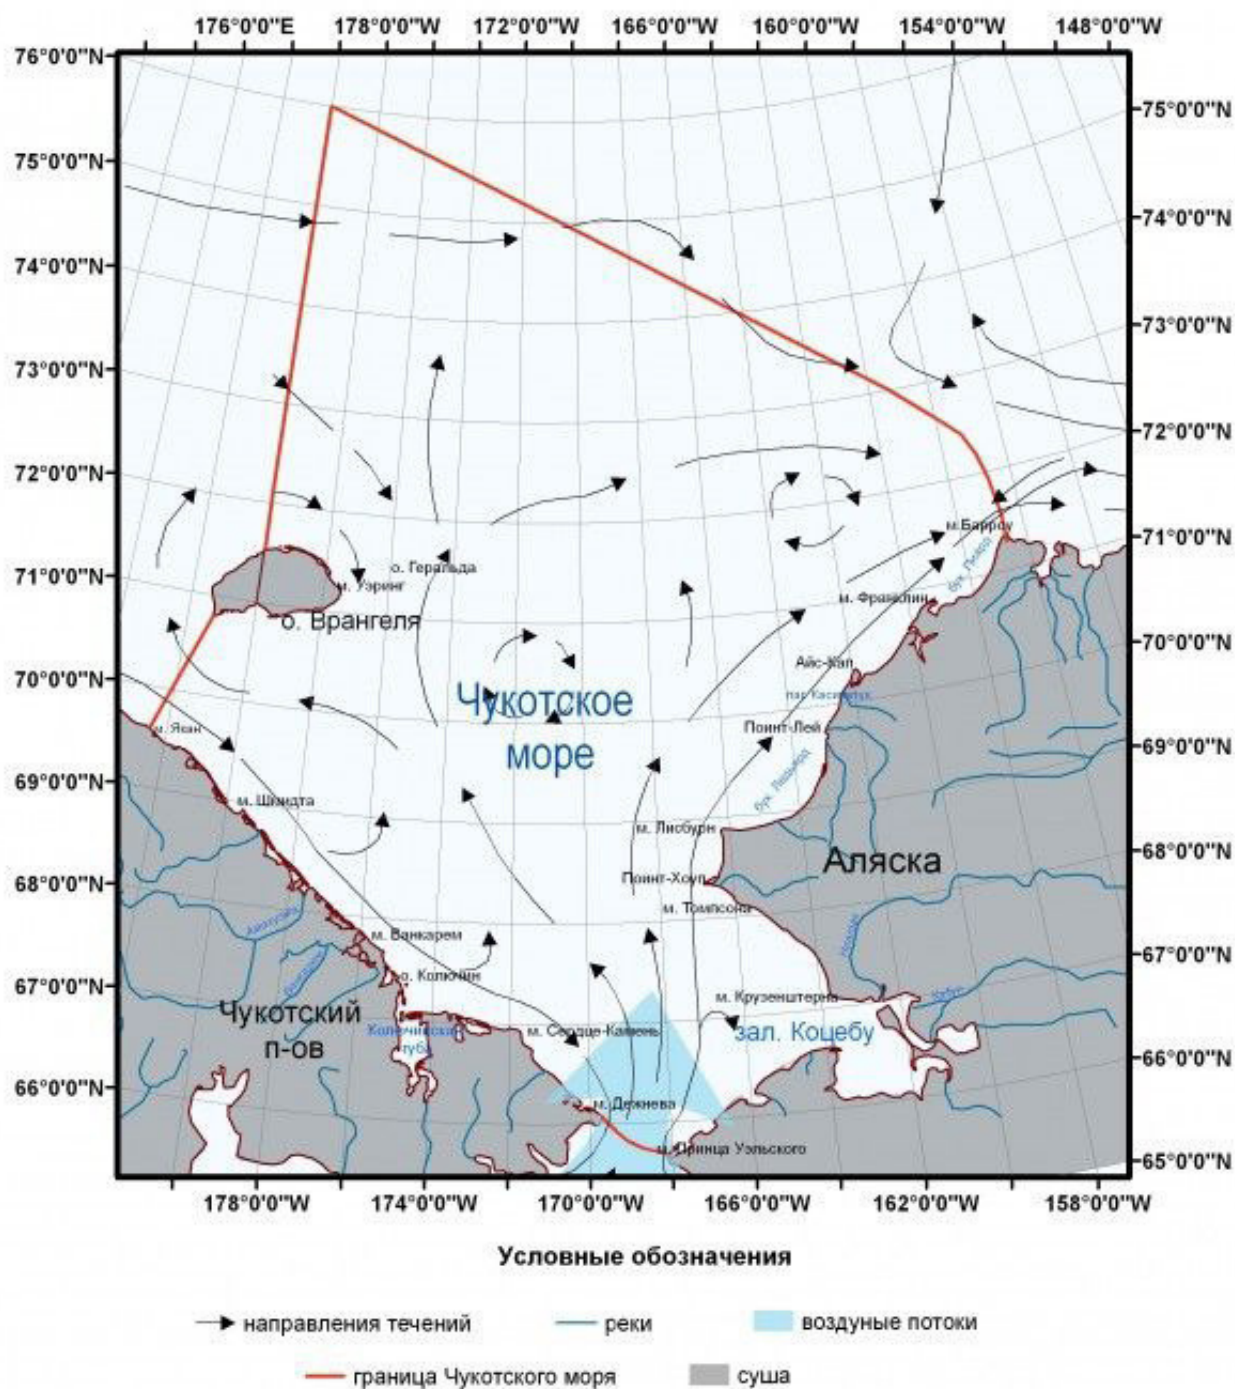 176°0'0"E 178°0'0"W 172°0'0"W 166°0'0"W 160°0'0"W 154°0'0"W 148°0'0"W
76°0'0"N
75°0'0"N
75°0'0"N
74°0'0"N
74°0'0"N
73°0'0"N
73°0'0"N
72°0'0"N
72°0'0"N
71°0'0"N
м.Барроу
71°0'0"N
о. Геральда
м. Уэринг
м. Франклин
о. Врангеля
70°0'0"N
70°0'0"N
Айс-Кап
Чукотское
море
м. Якан
Поинт-Лей
69°0'0"N
69°0'0"N
м. Шмидта
м. Лисбурн
68°0'0"N
Аляска
68°0'0"N
Поинт-Хоуп
м. Томпсона
м. Ванкарем
67°0'0"N
67°0'0"N
о. Колючин
м. Крузенштерна
Чукотский
п-ов
Колючинская
губа
м. Сердце-Камень
зал. Коцебу
66°0'0"N
66°0'0"N
м. Дежнева
м. Принца Уэльского
65°0'0"N
178°0'0"W 174°0'0"W 170°0'0"W 166°0'0"W 162°0'0"W 158°0'0"W
Условные обозначения
направления течений
реки
воздуные потоки
граница Чукотского моря
суша